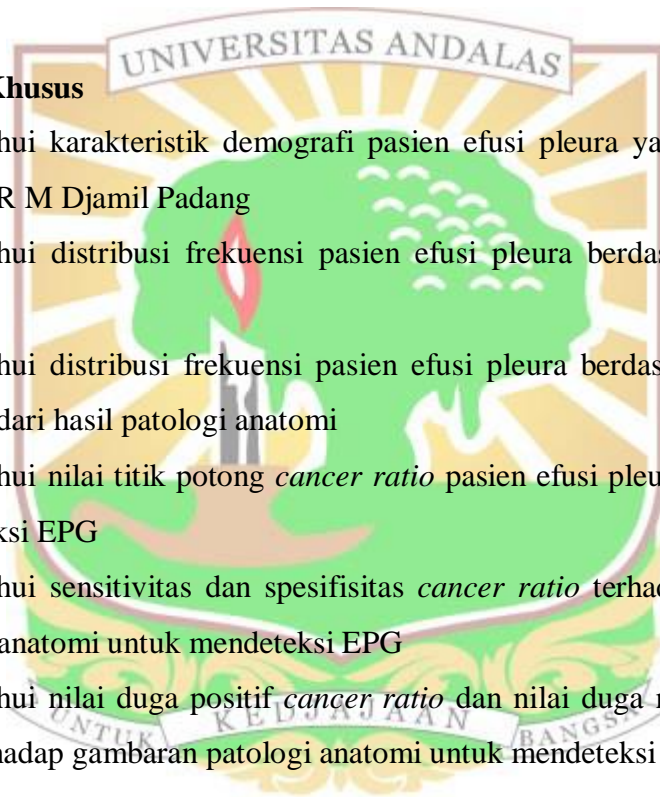 UNIVERSITAS ANDALAS
Khusus
hui karakteristik demografi pasien efusi pleura ya
R M Djamil Padang
hui distribusi frekuensi pasien efusi pleura berdas
hui distribusi frekuensi pasien efusi pleura berdas
dari hasil patologi anatomi
hui nilai titik potong cancer ratio pasien efusi pleu
ksi EPG
hui sensitivitas dan spesifisitas cancer ratio terhad
anatomi untuk mendeteksi EPG
hui nilai duga positif cancer ratio dan nilai duga n
hadap gambaran patologi anatomi untuk mendeteksi
UNTUK KEDJAJAAN BANGSA